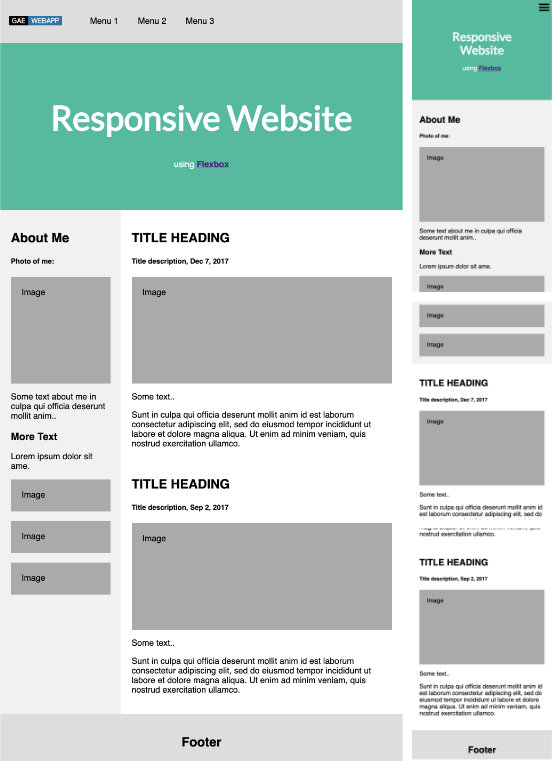 GAE WEBAPP Menu 1 Menu 2 Menu 3
Responsive Website
using Flexbox
About Me
Photo of me:
Image
Some text about me in
culpa qui officia deserunt
mollit anim..
More Text
Lorem ipsum dolor sit
ame.
Image
Image
Image
TITLE HEADING
Title description, Dec 7, 2017
Image
Some text..
Sunt in culpa qui officia deserunt mollit anim id est laborum
consectetur adipiscing elit, sed do eiusmod tempor incididunt ut
labore et dolore magna aliqua. Ut enim ad minim veniam, quis
nostrud exercitation ullamco.
TITLE HEADING
Title description, Sep 2, 2017
Image
Some text..
Sunt in culpa qui officia deserunt mollit anim id est laborum
consectetur adipiscing elit, sed do eiusmod tempor incididunt ut
labore et dolore magna aliqua. Ut enim ad minim veniam, quis
nostrud exercitation ullamco.
Footer
Responsive
Website
using Flexbox
About Me
Photo of me:
Image
Some text about me in culpa qui officia
deserunt mollit anim..
More Text
Lorem ipsum dolor sit ame.
Image
Image
Image
TITLE HEADING
Title description, Dec 7, 2017
Image
Some text..
Sunt in culpa qui officia deserunt mollit anim id
est laborum consectetur adipiscing elit, sed do
magna aliqua. Ut enim ad minim veniam, quis
nostrud exercitation ullamco.
TITLE HEADING
Title description, Sep 2, 2017
Image
Some text..
Sunt in culpa qui officia deserunt mollit anim id
est laborum consectetur adipiscing elit, sed do
eiusmod tempor incididunt ut labore et dolore
magna aliqua. Ut enim ad minim veniam, quis
nostrud exercitation ullamco.
Footer